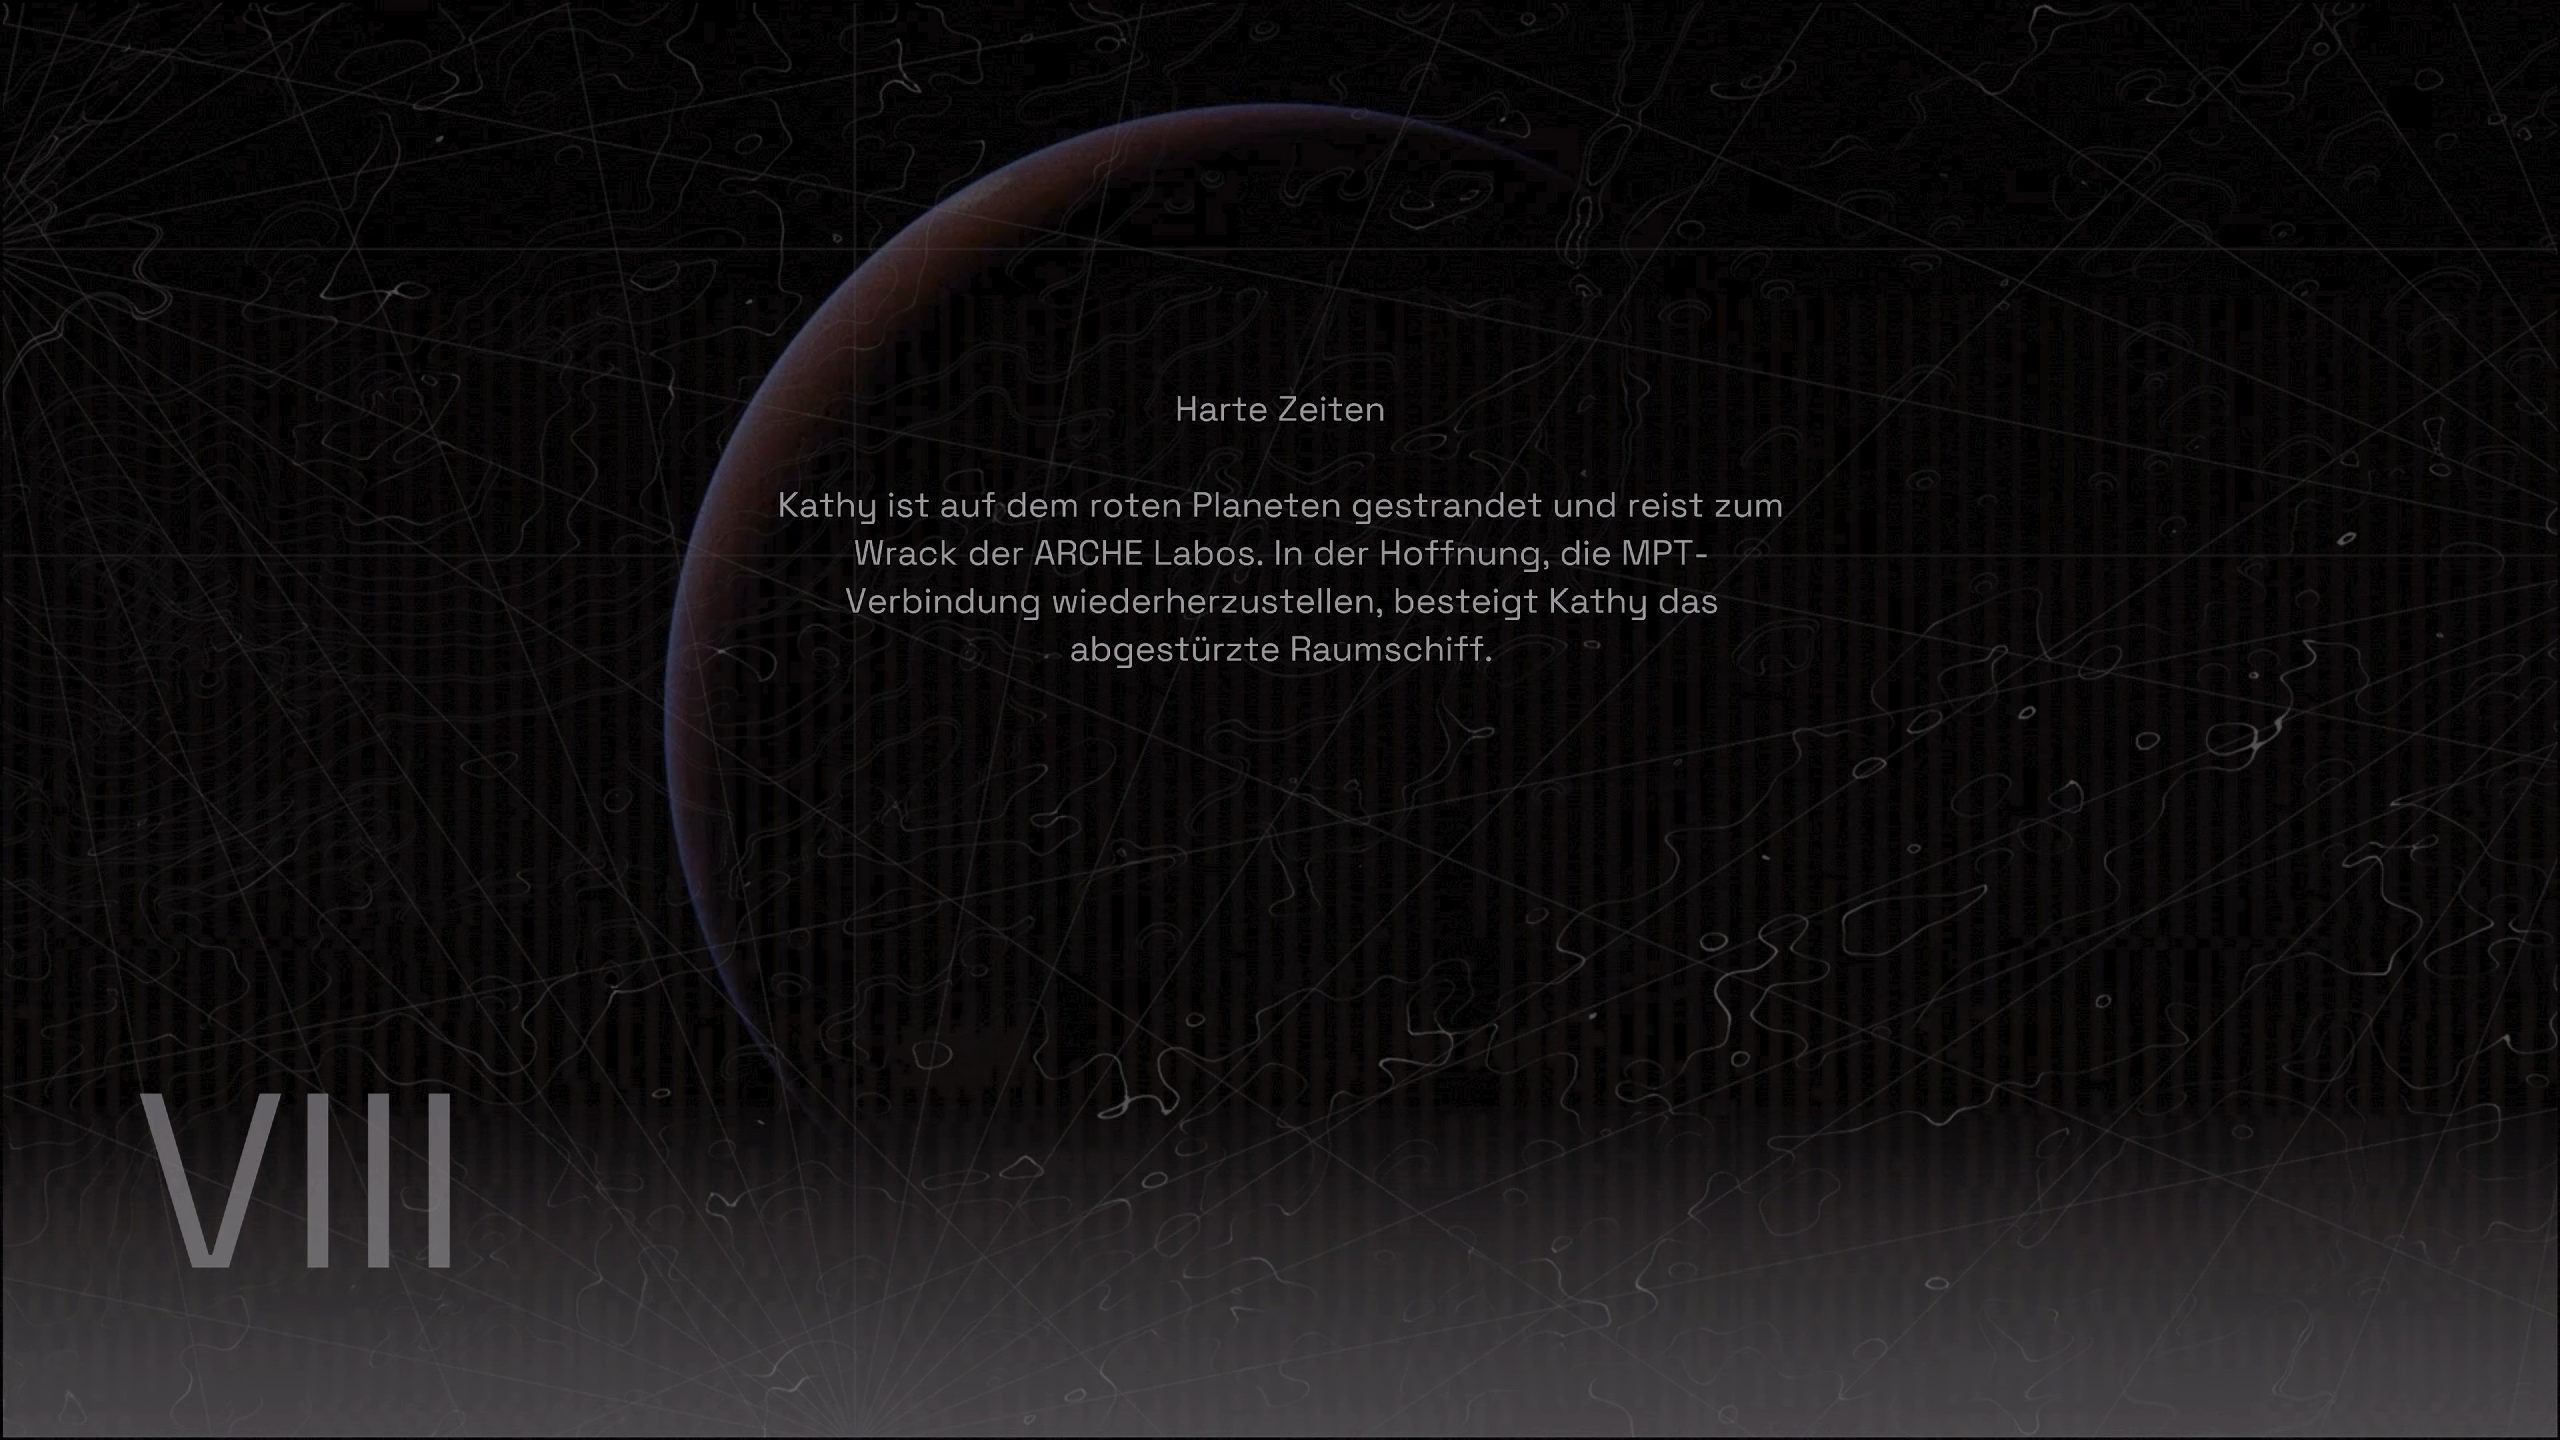 Harte Zeiten
Kathy ist auf dem roten Planeten gestrandet und reist zum
Wrack der ARCHE Labos. In der Hoffnung, die MPT-
Verbindung wiederherzustellen, besteigt Kathy das
abgestürzte Raumschiff.
VIII